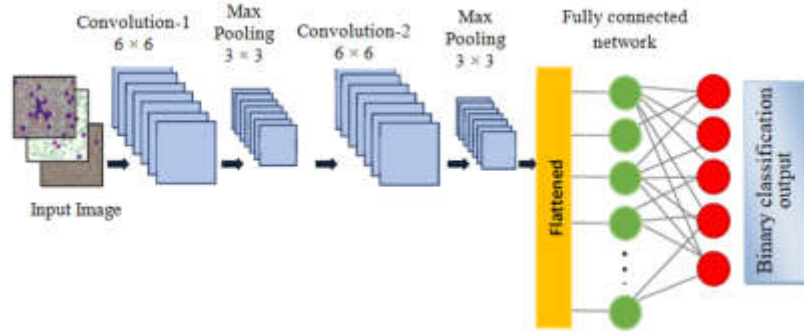 Convolution-1
6 × 6
Max
Pooling
3 × 3
Convolution-2
6 × 6
Max
Pooling
3 × 3
Fully connected
network
Input Image
Flattened
Binary classification
output